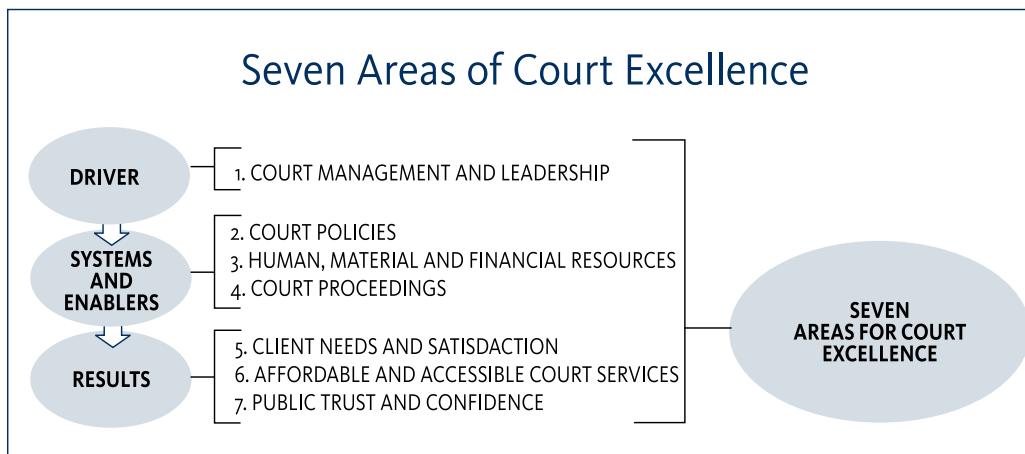 Seven Areas of Court Excellence
DRIVER
1. COURT MANAGEMENT AND LEADERSHIP
SYSTEMS
AND
ENABLERS
2. COURT POLICIES
3. HUMAN, MATERIAL AND FINANCIAL RESOURCES
4. COURT PROCEEDINGS
RESULTS
5. CLIENT NEEDS AND SATISDACTION
6. AFFORDABLE AND ACCESSIBLE COURT SERVICES
7. PUBLIC TRUST AND CONFIDENCE
SEVEN
AREAS FOR COURT
EXCELLENCE